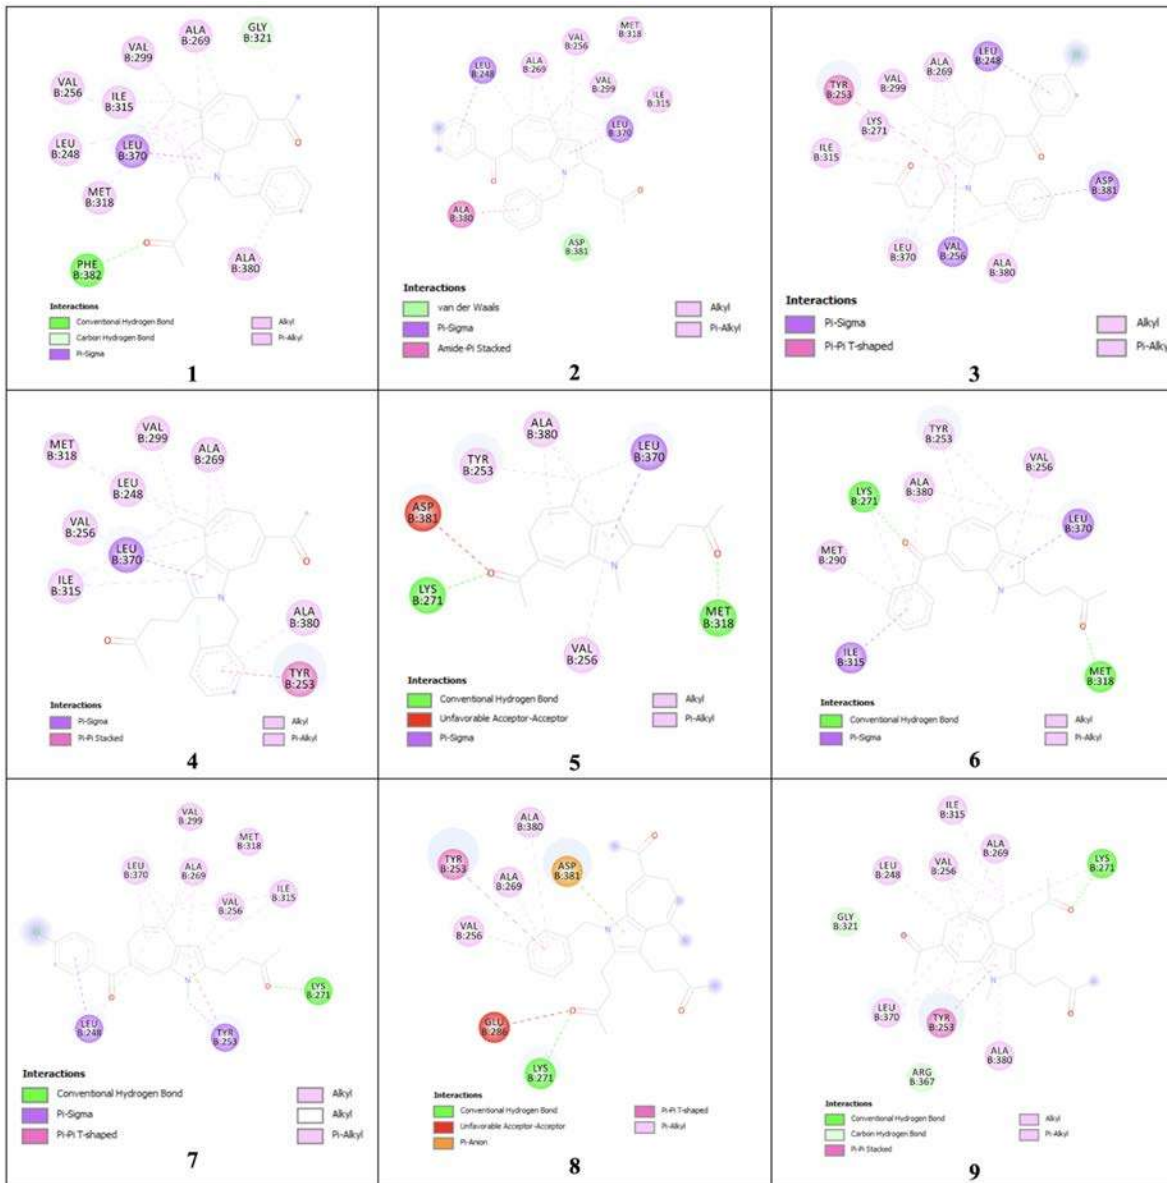 ALA
B:269
GLY
B:321
VAL
B:299
VAL
B:256
ILE
B:315
LEU
B:248
LEU
B:370
MET
B:318
N
O
O
PHE
B:382
ALA
B:380
Interactions
Conventional Hydrogen Bond
Carbon Hydrogen Bond
Pi-Sigma
Alkyl
Pi-Alkyl
1
MET
B:318
VAL
B:256
LEU
B:248
ALA
B:269
VAL
B:299
ILE
B:315
LEU
B:370
N
O
O
ALA
B:380
ASP
B:381
Interactions
van der Waals
Pi-Sigma
Amide-Pi Stacked
Alkyl
Pi-Alkyl
2
LEU
B:248
ALA
B:269
VAL
B:299
TYR
B:253
LYS
B:271
ILE
B:315
N
O
O
ASP
B:381
LEU
B:370
VAL
B:256
ALA
B:380
Interactions
Pi-Sigma
Pi-Pi T-shaped
Alkyl
Pi-Alky
3
VAL
B:299
MET
B:318
ALA
B:269
LEU
B:248
VAL
B:256
LEU
B:370
ILE
B:315
N
O
O
ALA
B:380
TYR
B:253
Interactions
Pi-Sigma
Pi-Pi Stacked
Alkyl
Pi-Alkyl
4
ALA
B:380
LEU
B:370
TYR
B:253
ASP
B:381
LYS
B:271
N
O
O
MET
B:318
VAL
B:256
Interactions
Conventional Hydrogen Bond
Unfavorable Acceptor-Acceptor
Pi-Sigma
Alkyl
Pi-Alkyl
5
TYR
B:253
VAL
B:256
LYS
B:271
ALA
B:380
LEU
B:370
MET
B:290
N
O
O
ILE
B:315
MET
B:318
Interactions
Conventional Hydrogen Bond
Pi-Sigma
Alkyl
Pi-Alkyl
6
VAL
B:299
MET
B:318
LEU
B:370
ALA
B:269
ILE
B:315
VAL
B:256
N
O
O
LYS
B:271
LEU
B:248
TYR
B:253
Interactions
Conventional Hydrogen Bond
Pi-Sigma
Pi-Pi T-shaped
Alkyl
Alkyl
Pi-Alkyl
7
ALA
B:380
TYR
B:253
ASP
B:381
ALA
B:269
VAL
B:256
N
O
O
O
GLU
B:286
LYS
B:271
Interactions
Conventional Hydrogen Bond
Unfavorable Acceptor-Acceptor
Pi-Anion
Pi-Pi T-shaped
Pi-Alkyl
8
ILE
B:315
ALA
B:269
LYS
B:271
LEU
B:248
VAL
B:256
GLY
B:321
N
O
O
O
LEU
B:370
TYR
B:253
ALA
B:380
ARG
B:367
Interactions
Conventional Hydrogen Bond
Carbon Hydrogen Bond
Pi-Pi Stacked
Alkyl
Pi-Alkyl
9